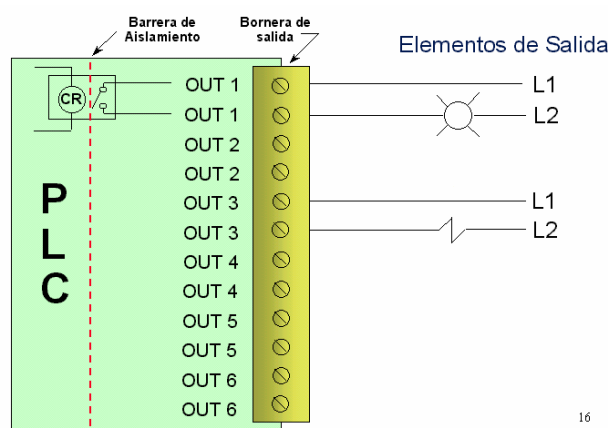 Barrera de
Aislamiento
Bornera de
salida
Elementos de Salida
CR
PLC
OUT 1
L1
OUT 1
L2
OUT 2
OUT 2
OUT 3
L1
OUT 3
L2
OUT 4
OUT 4
OUT 5
OUT 5
OUT 6
OUT 6
16